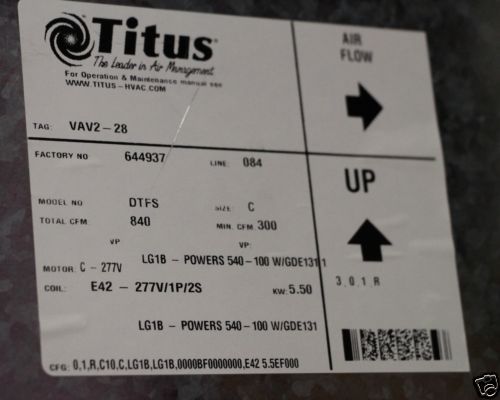 Titus®
The Leader in Air Management
For Operation & Maintenance manual see
WWW.TITUS-HVAC.COM
AIR FLOW
TAG: VAV2-28
FACTORY NO 644937 LINE: 084
UP
MODEL NO DTFS SIZE: C
TOTAL CFM: 840 MIN. CFM: 300
VP VP:
LG1B - POWERS 540-100 W/GDE131 1
MOTOR: C - 277V
COIL: E42 - 277V/1P/2S KW: 5.50
3,0,1,R
LG1B - POWERS 540-100 W/GDE131
CFG: 0,1,R,C10,C,LG1B,LG1B,0000BF0000000,E42 5.5EF000